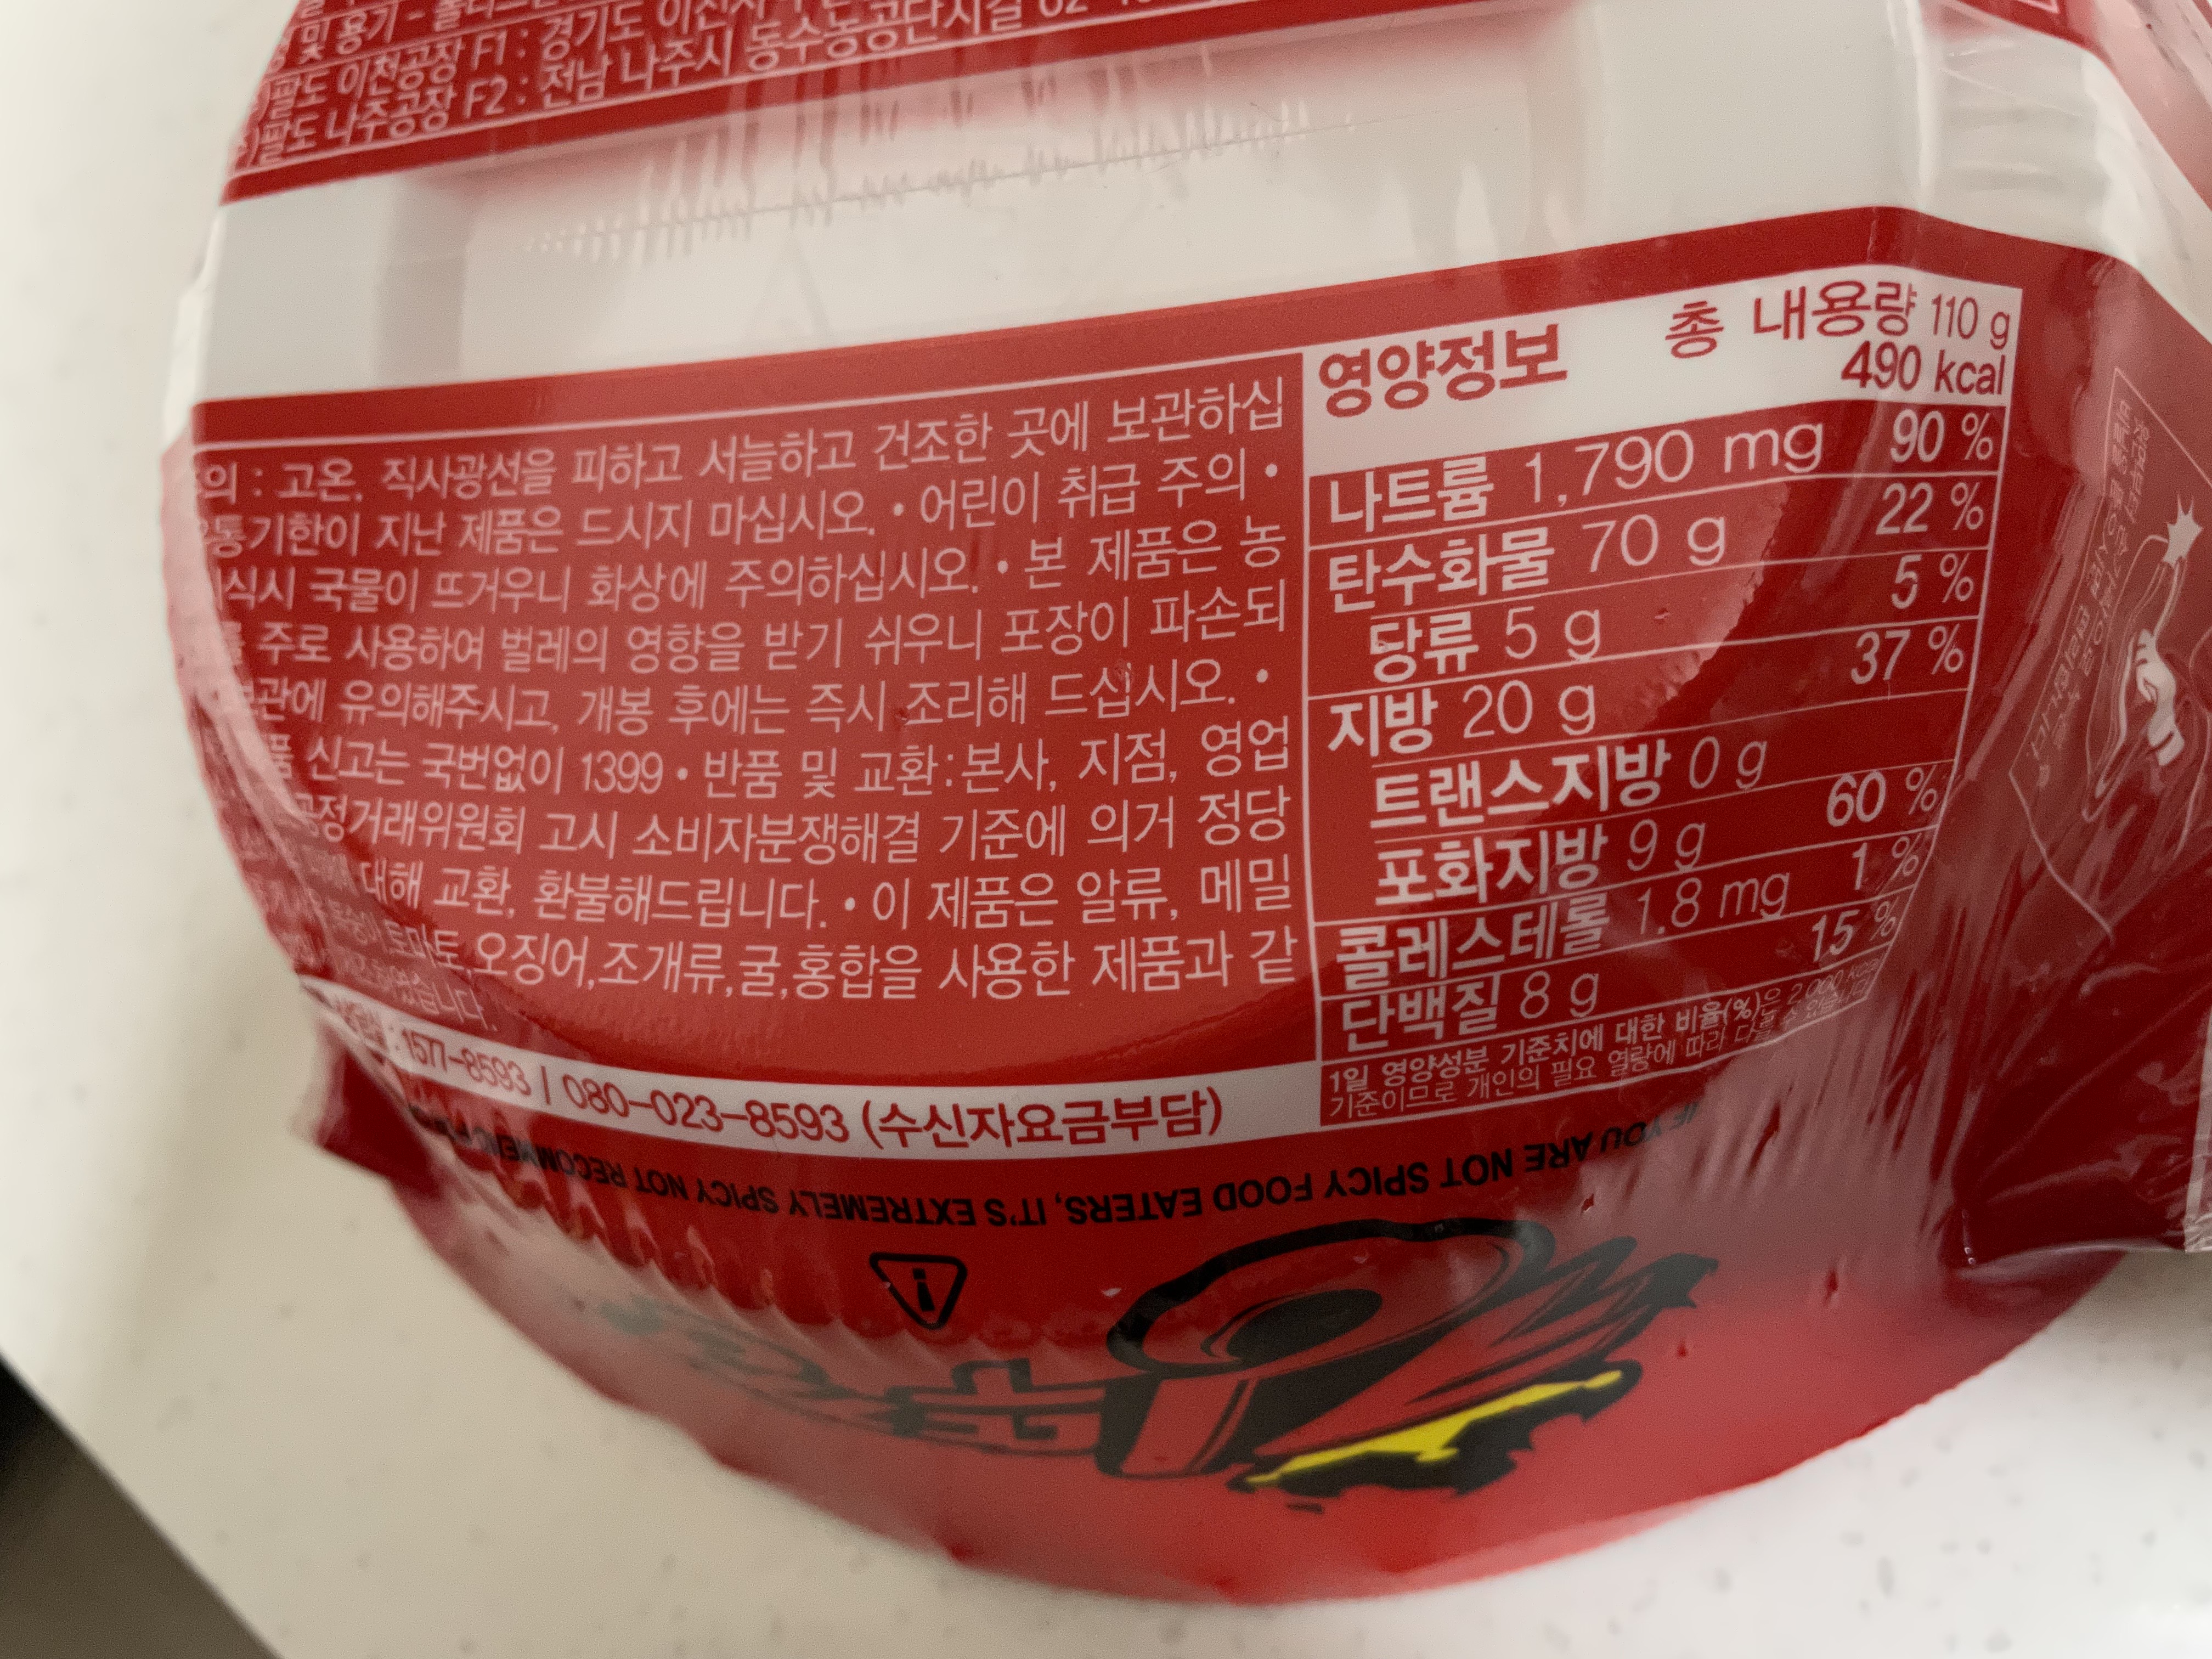 및 용기 -
팔도 이천공장 F1 : 경기도 이천시
)팔도 나주공장 F2 : 전남 나주시 동수농공단지길
의 : 고온, 직사광선을 피하고 서늘하고 건조한 곳에 보관하십
통기한이 지난 제품은 드시지 마십시오. • 어린이 취급 주의 •
식시 국물이 뜨거우니 화상에 주의하십시오. • 본 제품은 농
주로 사용하여 벌레의 영향을 받기 쉬우니 포장이 파손되
관에 유의해주시고, 개봉 후에는 즉시 조리해 드십시오. •
품 신고는 국번없이 1399 • 반품 및 교환:본사, 지점, 영업
공정거래위원회 고시 소비자분쟁해결 기준에 의거 정당
대해 교환, 환불해드립니다. • 이 제품은 알류, 메밀
토마토,오징어,조개류,굴,홍합을 사용한 제품과 같
습니다.
: 1577-8593 / 080-023-8593 (수신자요금부담)
영양정보
총 내용량 110 g
490 kcal
나트륨 1,790 mg 90 %
탄수화물 70 g 22 %
당류 5 g 5 %
지방 20 g 37 %
트랜스지방 0 g
포화지방 9 g 60 %
콜레스테롤 1.8 mg 1 %
단백질 8 g 15 %
1일 영양성분 기준치에 대한 비율(%)은 2,000 kcal
기준이므로 개인의 필요 열량에 따라 다를 수 있습니다.
IF YOU ARE NOT SPICY FOOD EATERS, IT'S EXTREMELY SPICY NOT